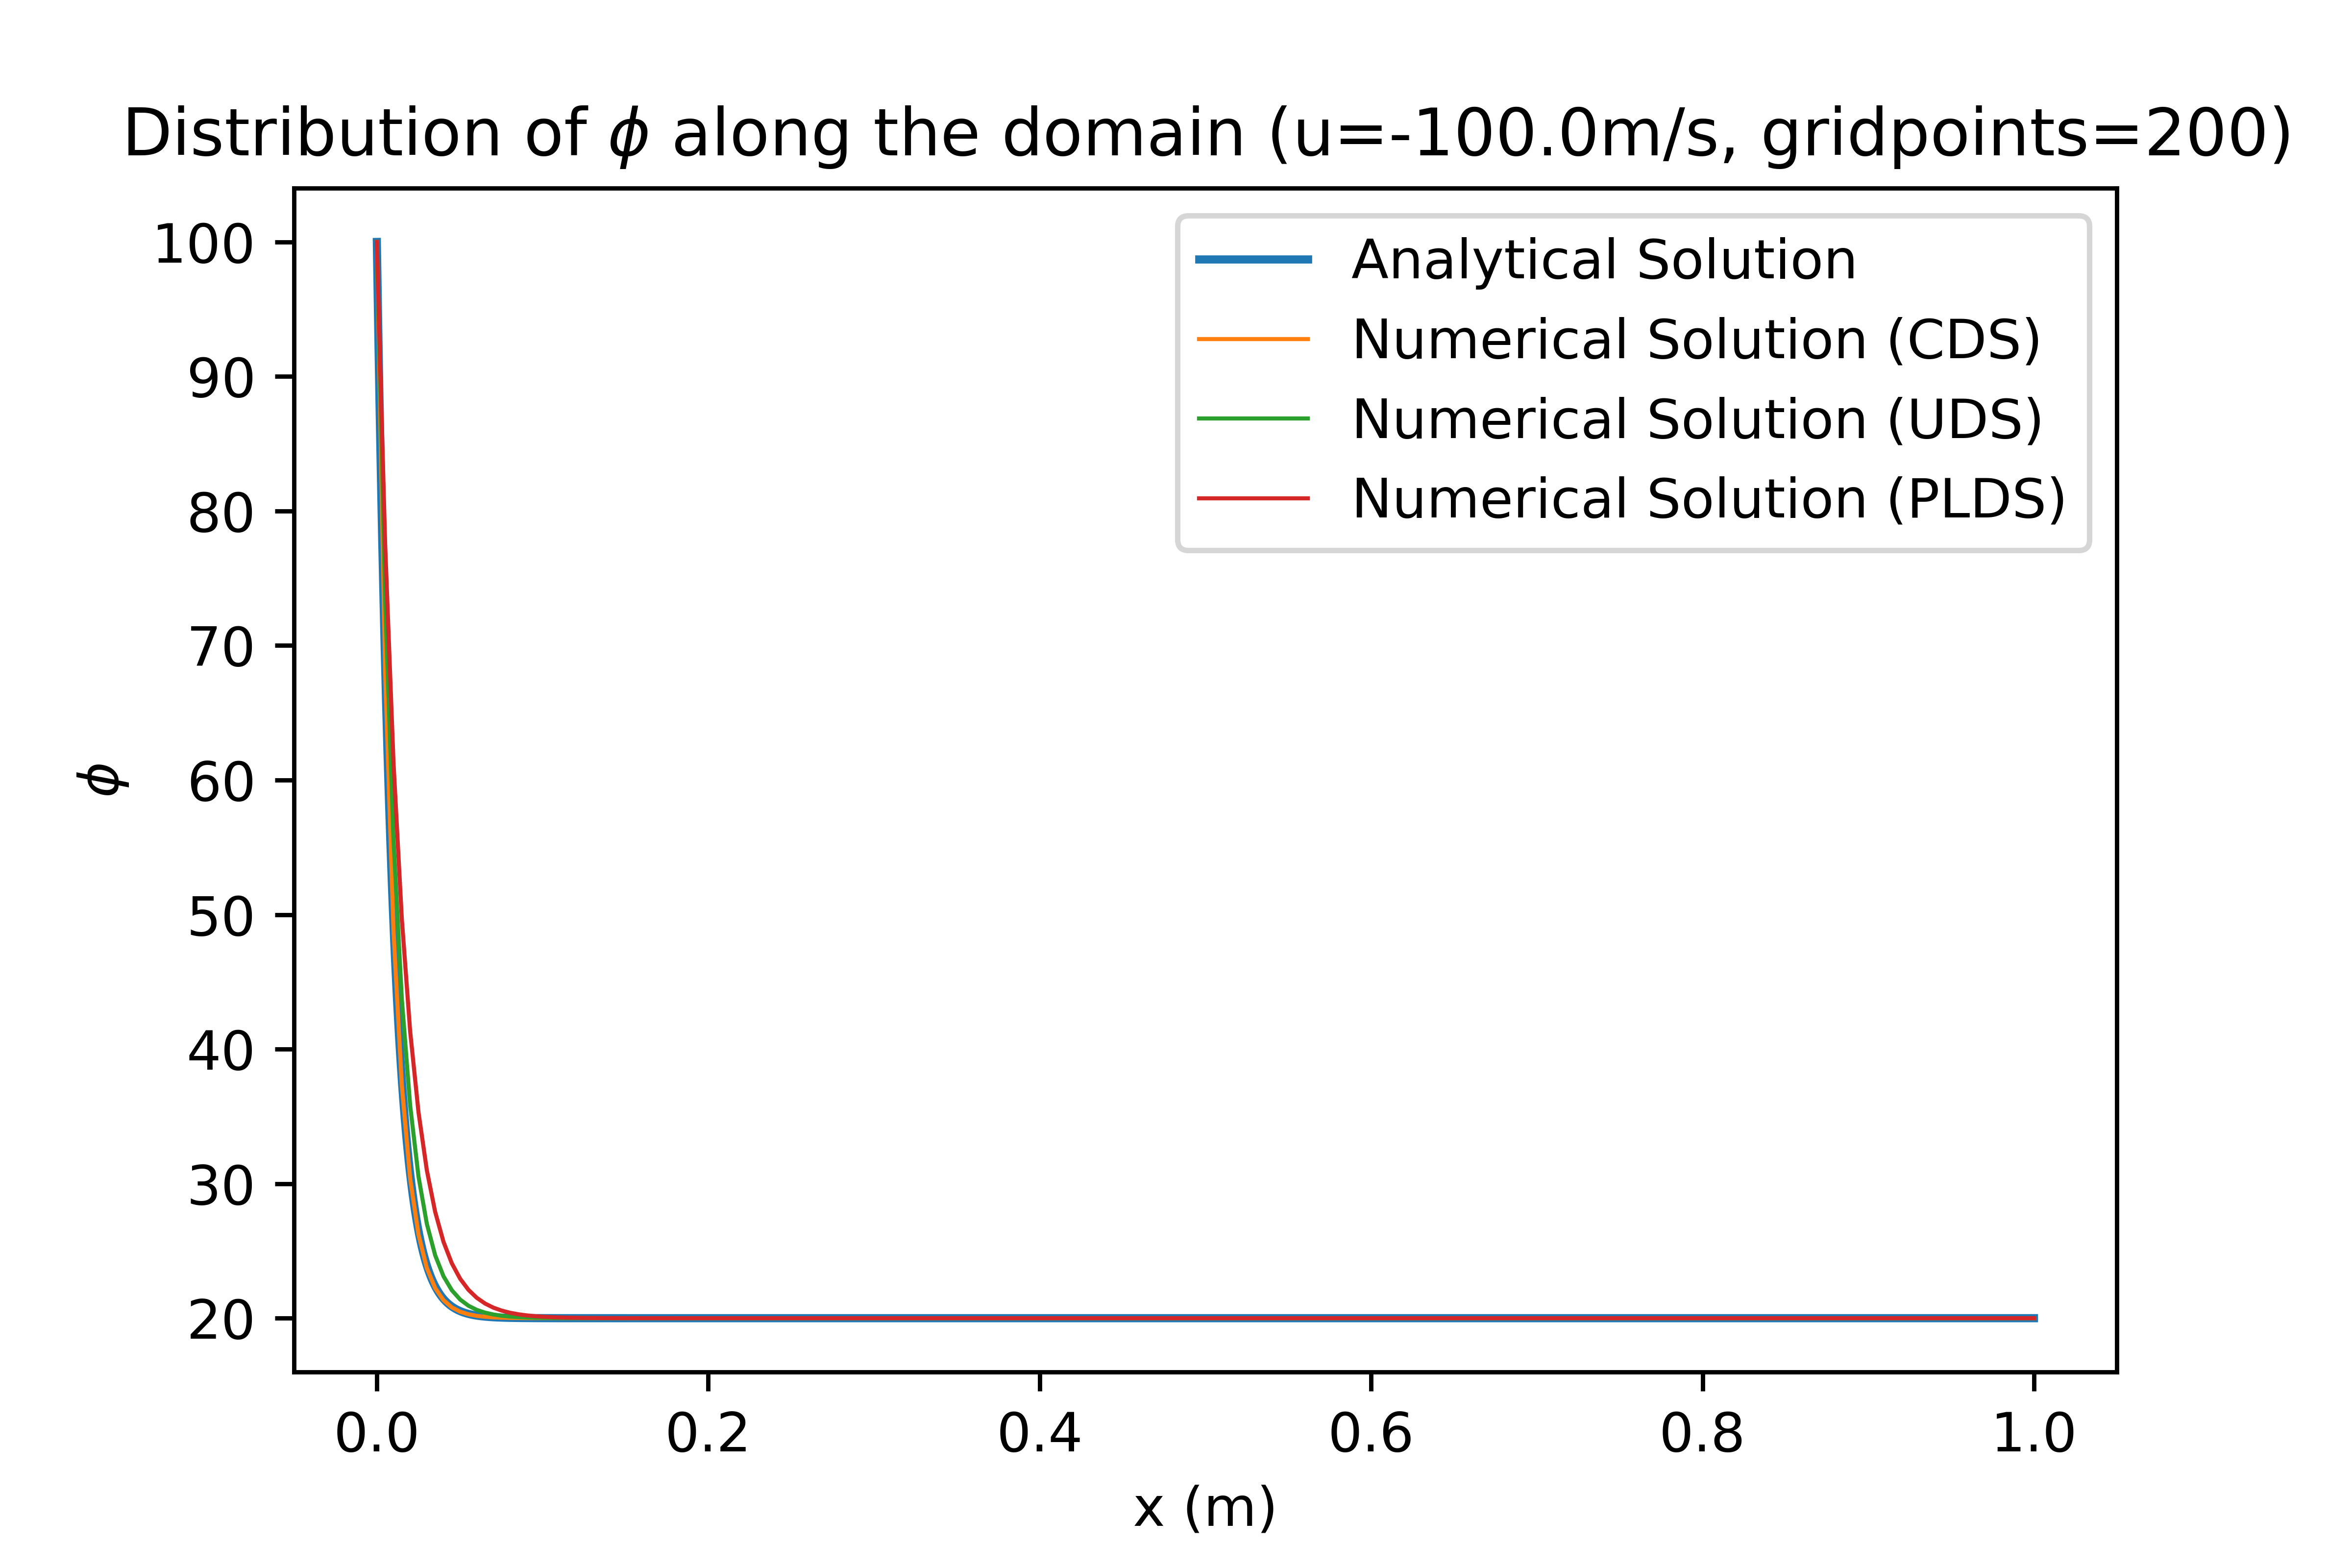 Distribution of ϕ along the domain (u=-100.0m/s, gridpoints=200)
Analytical Solution
Numerical Solution (CDS)
Numerical Solution (UDS)
Numerical Solution (PLDS)
100
90
80
70
60
50
40
30
20
ϕ
0.0 0.2 0.4 0.6 0.8 1.0
x (m)